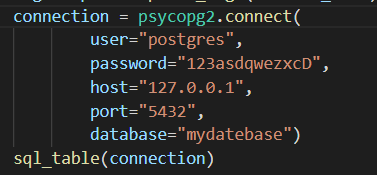 connection = psycopg2.connect(
user="postgres",
password="123asdqwezxcD",
host="127.0.0.1",
port="5432",
database="mydatebase")
sql_table(connection)